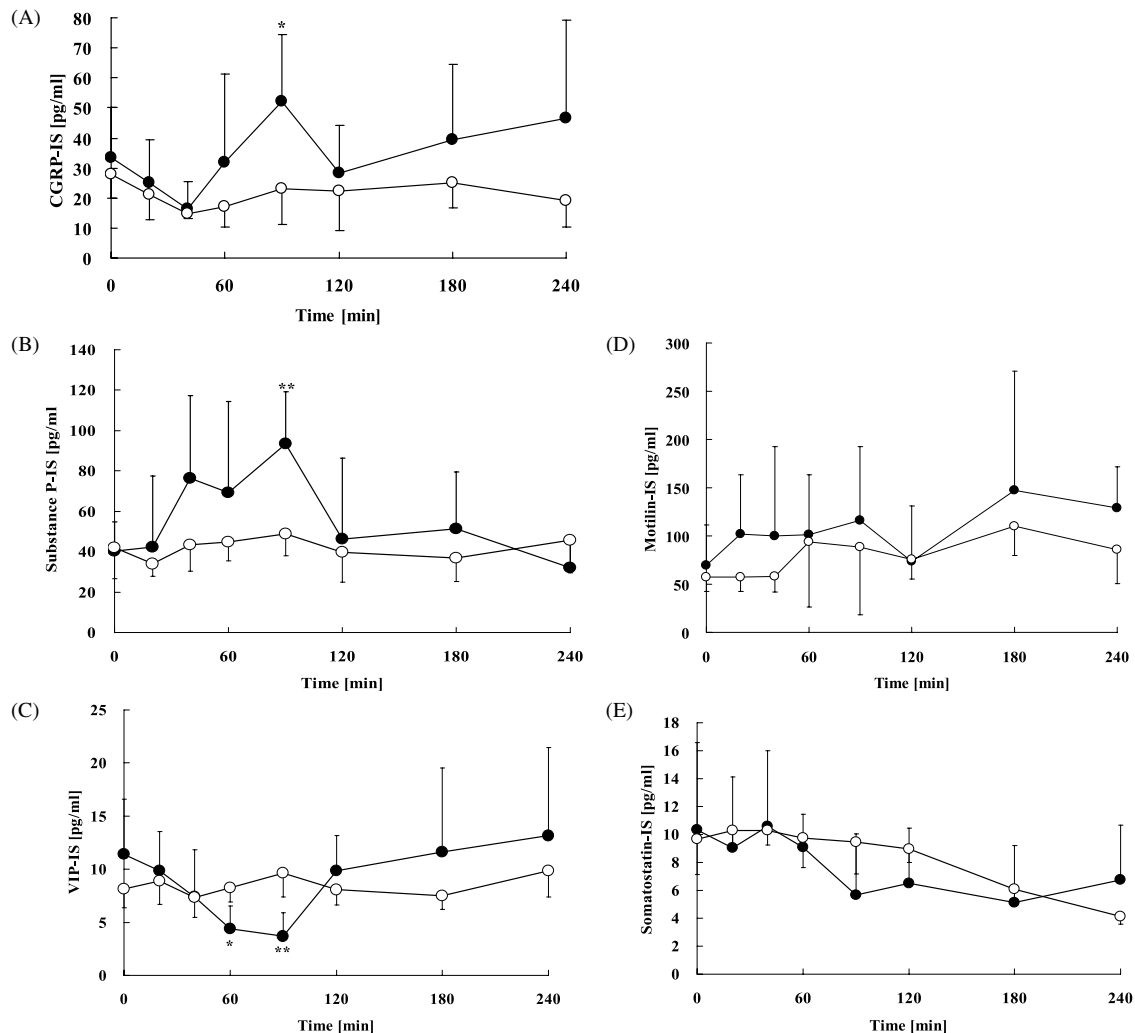 (A)
80
70
60
50
40
30
20
10
0
CGRP-IS [pg/ml]
*
0 60 120 180 240
Time [min]
(B)
140
120
100
80
60
40
20
0
Substance P-IS [pg/ml
**
0 60 120 180 240
Time [min]
(D)
300
250
200
150
100
50
0
Motilin-IS [pg/ml]
0 60 120 180 240
Time [min]
(C)
25
20
15
10
5
0
VIP-IS [pg/ml]
* **
0 60 120 180 240
Time [min]
(E)
18
16
14
12
10
8
6
4
2
0
Somatostatin-IS [pg/ml]
0 60 120 180 240
Time [min]